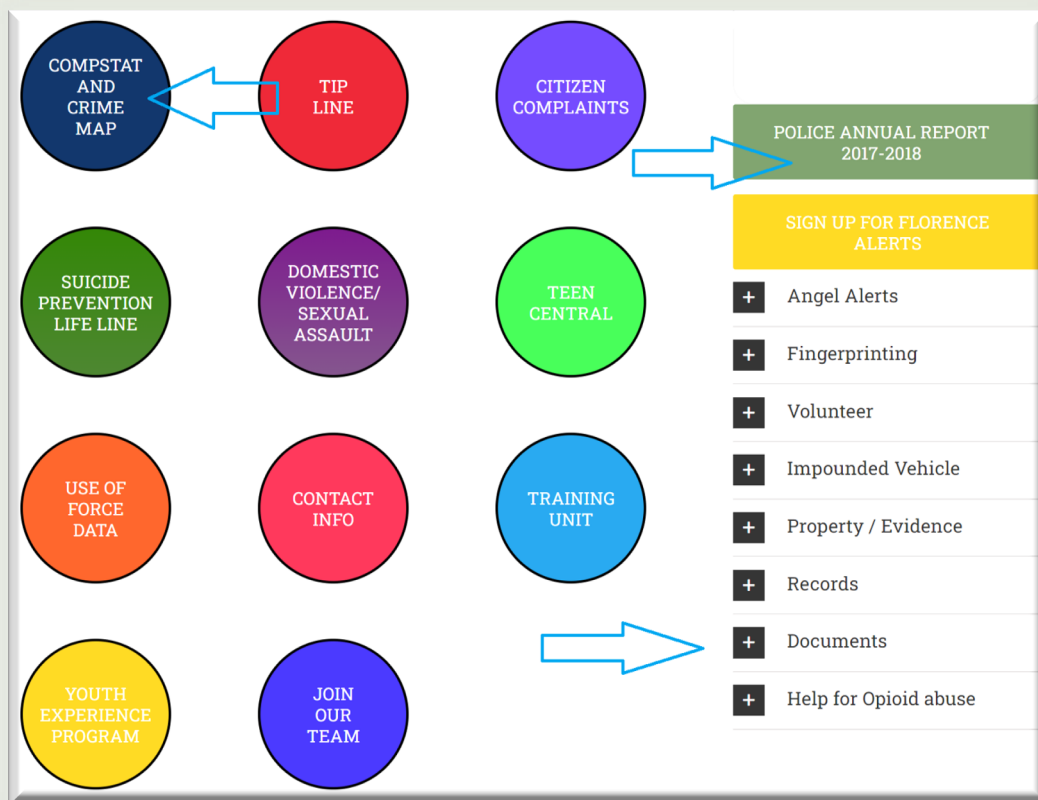 COMPSTAT
AND
CRIME
MAP
TIP
LINE
CITIZEN
COMPLAINTS
SUICIDE
PREVENTION
LIFE LINE
DOMESTIC
VIOLENCE/
SEXUAL
ASSAULT
TEEN
CENTRAL
USE OF
FORCE
DATA
CONTACT
INFO
TRAINING
UNIT
YOUTH
EXPERIENCE
PROGRAM
JOIN
OUR
TEAM
POLICE ANNUAL REPORT
2017-2018
SIGN UP FOR FLORENCE
ALERTS
+ Angel Alerts
+ Fingerprinting
+ Volunteer
+ Impounded Vehicle
+ Property / Evidence
+ Records
+ Documents
+ Help for Opioid abuse